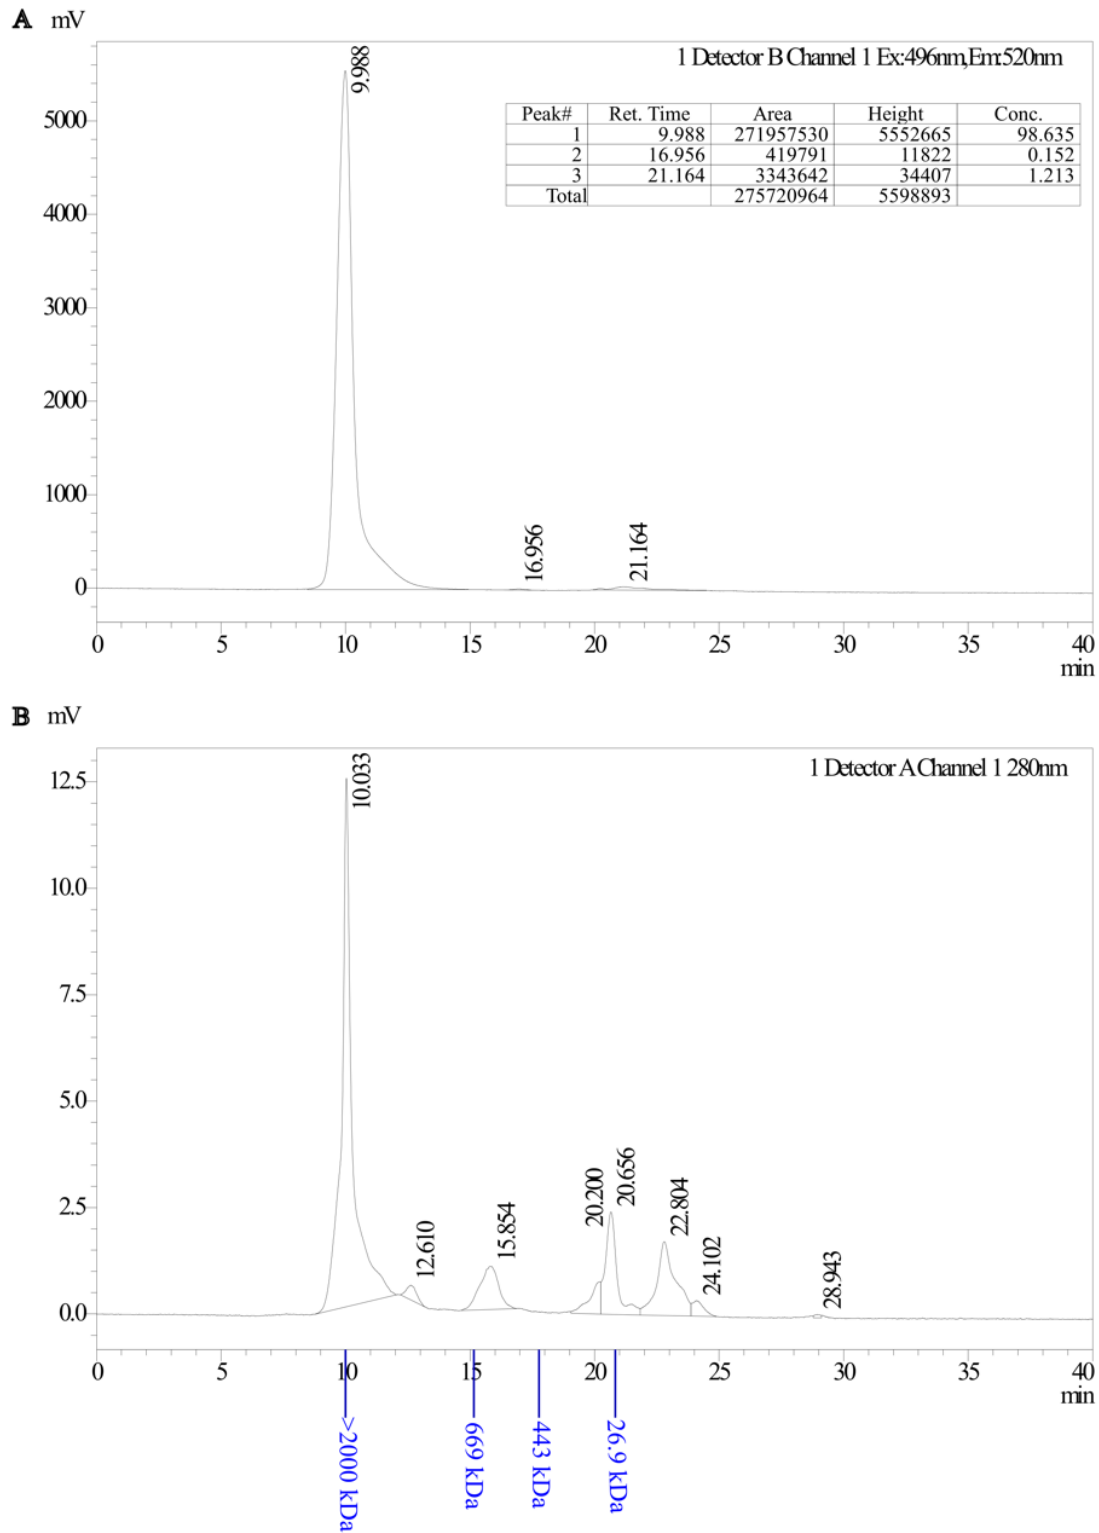 A mV
1 Detector B Channel 1 Ex:496nm,Em:520nm
9.988
Peak# Ret. Time Area Height Conc.
1 9.988 271957530 5552665 98.635
2 16.956 419791 11822 0.152
3 21.164 3343642 34407 1.213
Total 275720964 5598893
5000
4000
3000
2000
1000
0
16.956
21.164
0 5 10 15 20 25 30 35 40
min
B mV
1 Detector A Channel 1 280nm
10.033
12.5
10.0
7.5
5.0
2.5
0.0
12.610
15.854
20.200
20.656
22.804
24.102
28.943
0 5 10 15 20 25 30 35 40
min
>2000 kDa
669 kDa
443 kDa
26.9 kDa